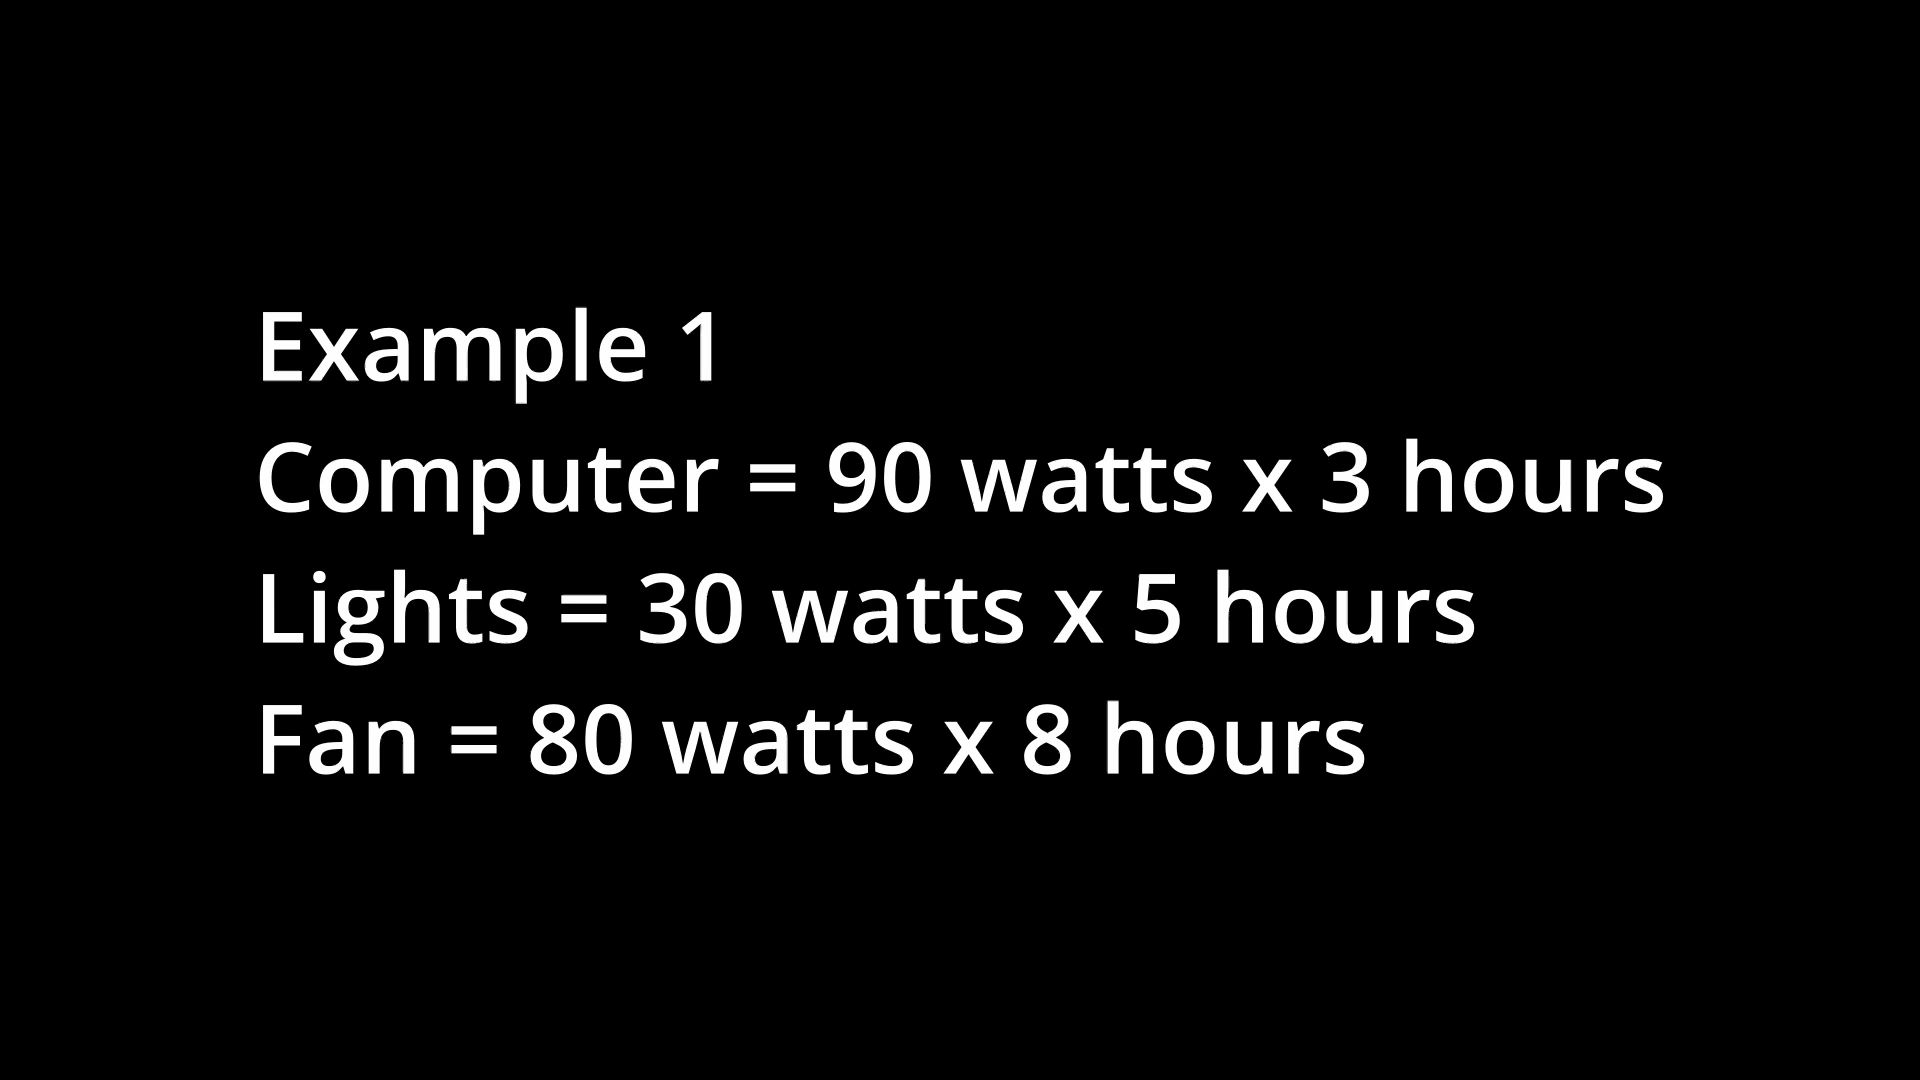 Example 1
Computer = 90 watts x 3 hours
Lights = 30 watts x 5 hours
Fan = 80 watts x 8 hours